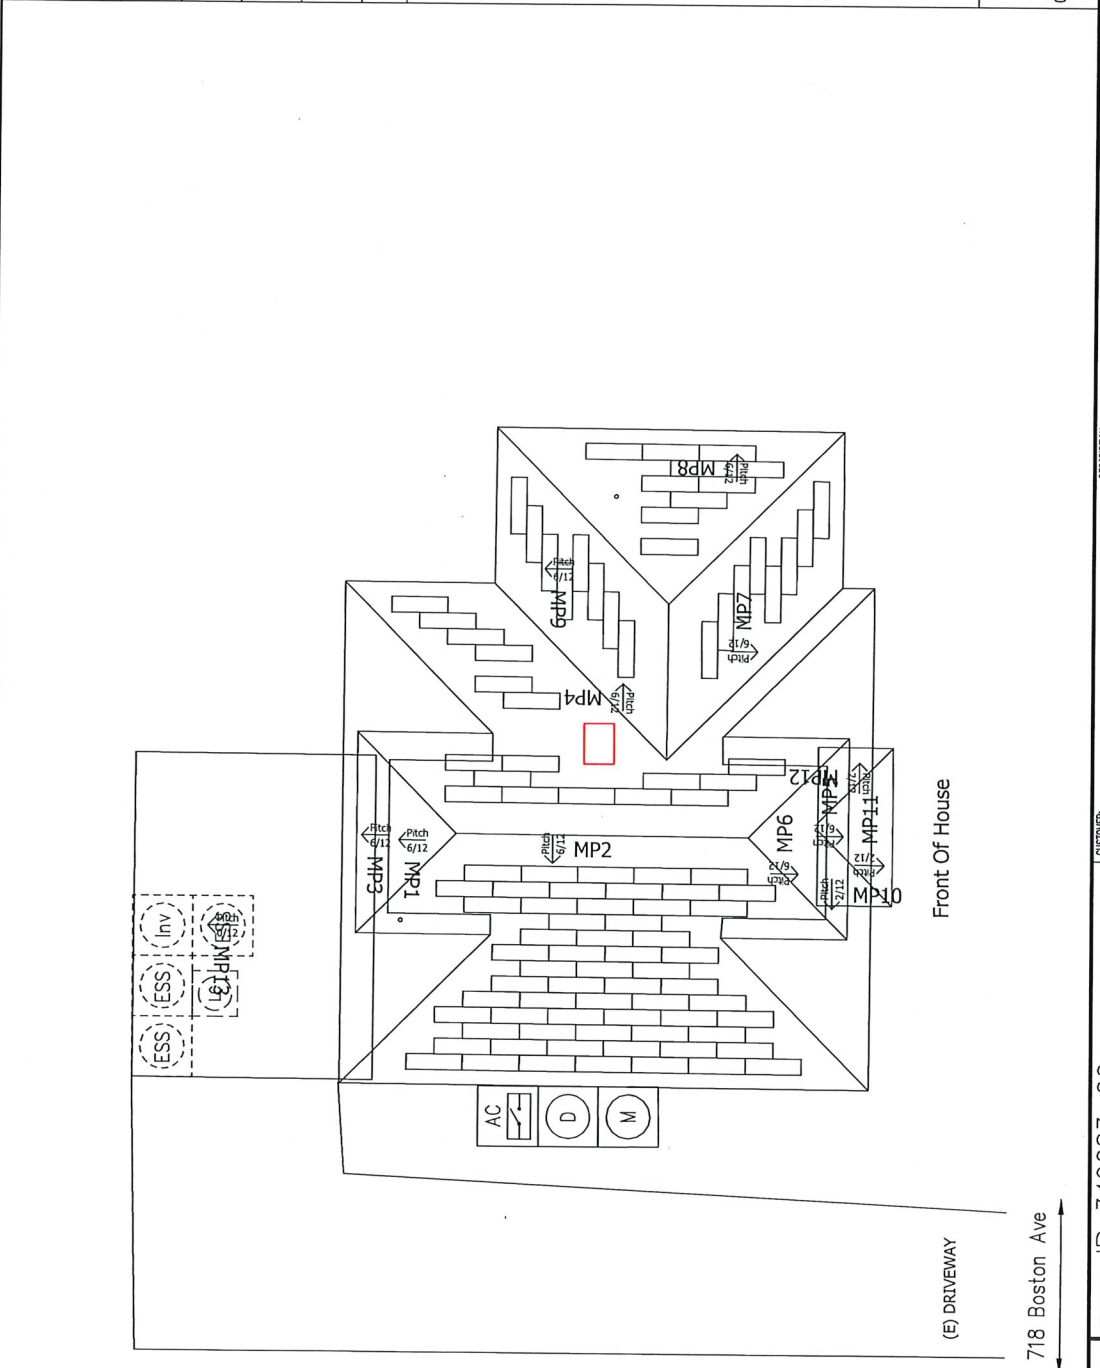 MP8
Pitch
6/12
Pitch
6/12
MP9
MP7
Pitch
6/12
MP4
Pitch
6/12
MP12
Pitch
2/12
MP11
MP6
Pitch
6/12
Pitch
6/12
Pitch
2/12
Pitch
2/12
MP10
Pitch
6/12
MP2
Pitch
6/12
MP3
Pitch
6/12
MP1
Inv
ESS
ESS
MP13
AC
D
M
Front Of House
(E) DRIVEWAY
718 Boston Ave